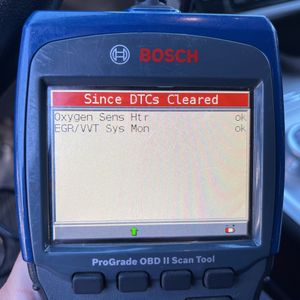 BOSCH
Since DTCs Cleared
Oxygen Sens Htr ok
EGR/VVT Sys Mon ok
ProGrade OBD II Scan Tool